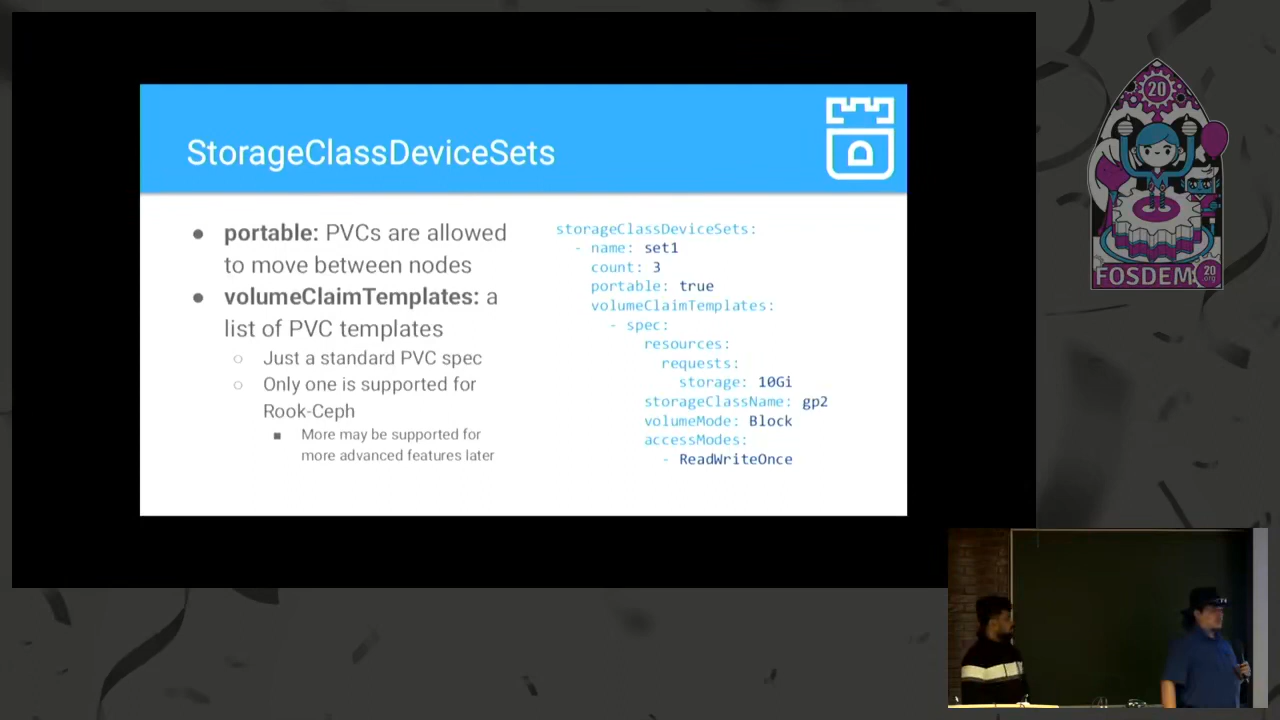 StorageClassDeviceSets
● portable: PVCs are allowed
to move between nodes
● volumeClaimTemplates: a
list of PVC templates
○ Just a standard PVC spec
○ Only one is supported for
Rook-Ceph
■ More may be supported for
more advanced features later
storageClassDeviceSets:
- name: set1
count: 3
portable: true
volumeClaimTemplates:
- spec:
resources:
requests:
storage: 10Gi
storageClassName: gp2
volumeMode: Block
accessModes:
- ReadWriteOnce
20
FOSDEM
20
.org